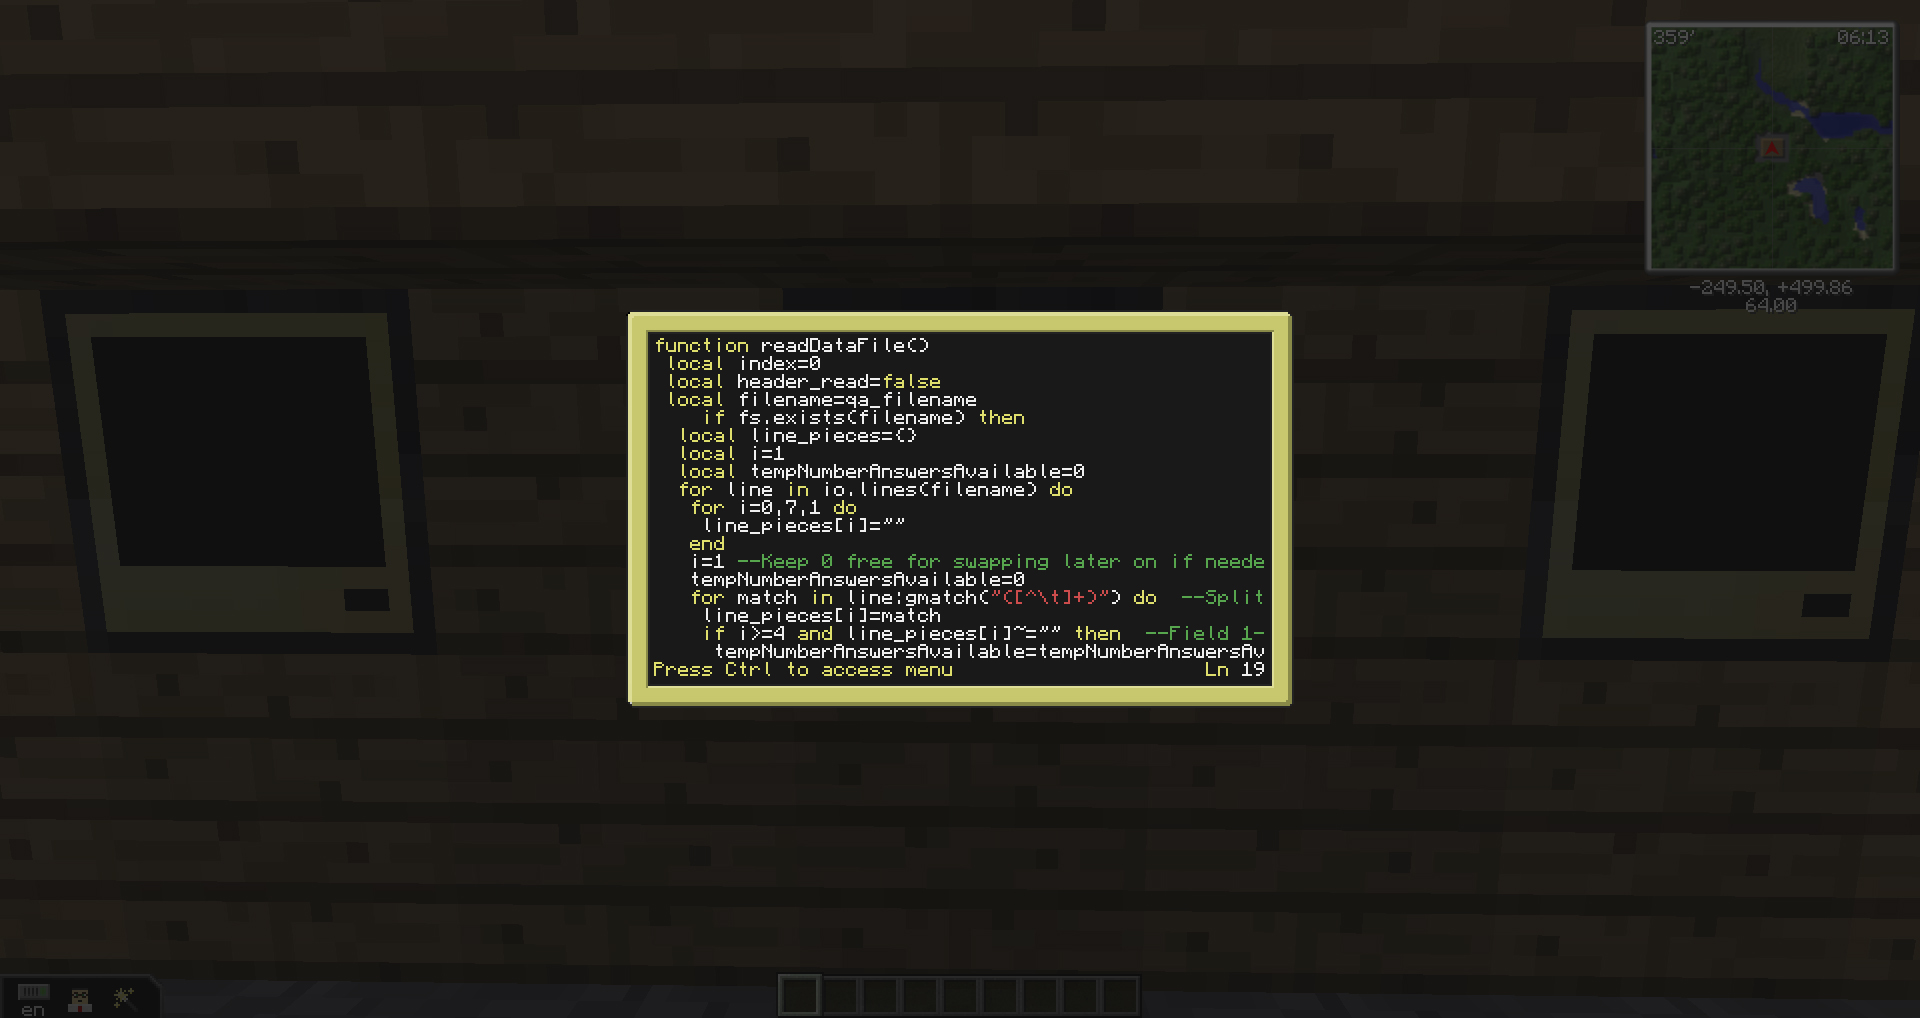 359°
06:13
-249.50, +499.86
64.00
function readDataFile()
local index=0
local header_read=false
local filename=qa_filename
if fs.exists(filename) then
local line_pieces={}
local i=1
local tempNumberAnswersAvailable=0
for line in io.lines(filename) do
for i=0,7,1 do
line_pieces[i]=""
end
i=1 --Keep 0 free for swapping later on if neede
tempNumberAnswersAvailable=0
for match in line:gmatch("([^\t]+)") do --Split
line_pieces[i]=match
if i>=4 and line_pieces[i]~="" then --Field 1-
tempNumberAnswersAvailable=tempNumberAnswersAv
Press Ctrl to access menu Ln 19
en